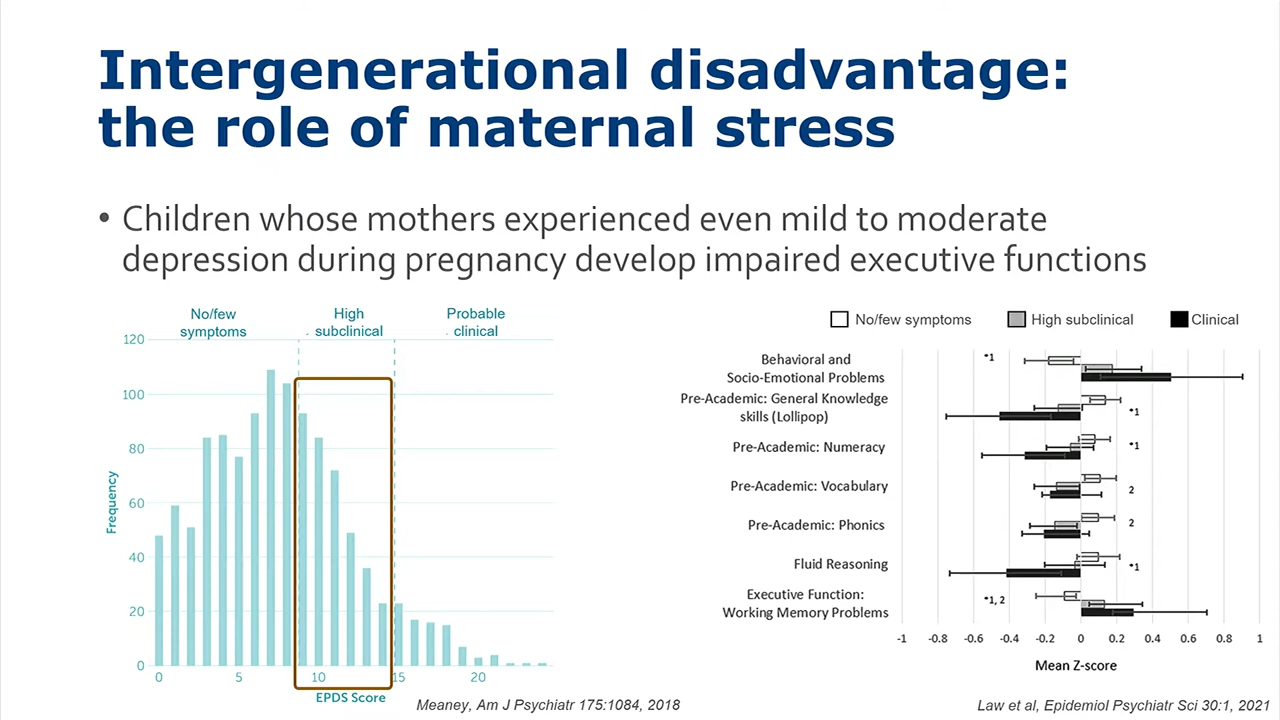 Intergenerational disadvantage:
the role of maternal stress
• Children whose mothers experienced even mild to moderate
depression during pregnancy develop impaired executive functions
No/few
symptoms
High
subclinical
Probable
clinical
120
100
80
60
40
20
0
Frequency
0 5 10 15 20
EPDS Score
Meaney, Am J Psychiatr 175:1084, 2018
No/few symptoms High subclinical Clinical
Behavioral and
Socio-Emotional Problems
*1
Pre-Academic: General Knowledge
skills (Lollipop)
*1
Pre-Academic: Numeracy
*1
Pre-Academic: Vocabulary
2
Pre-Academic: Phonics
2
Fluid Reasoning
*1
Executive Function:
Working Memory Problems
*1, 2
-1 -0.8 -0.6 -0.4 -0.2 0 0.2 0.4 0.6 0.8 1
Mean Z-score
Law et al, Epidemiol Psychiatr Sci 30:1, 2021